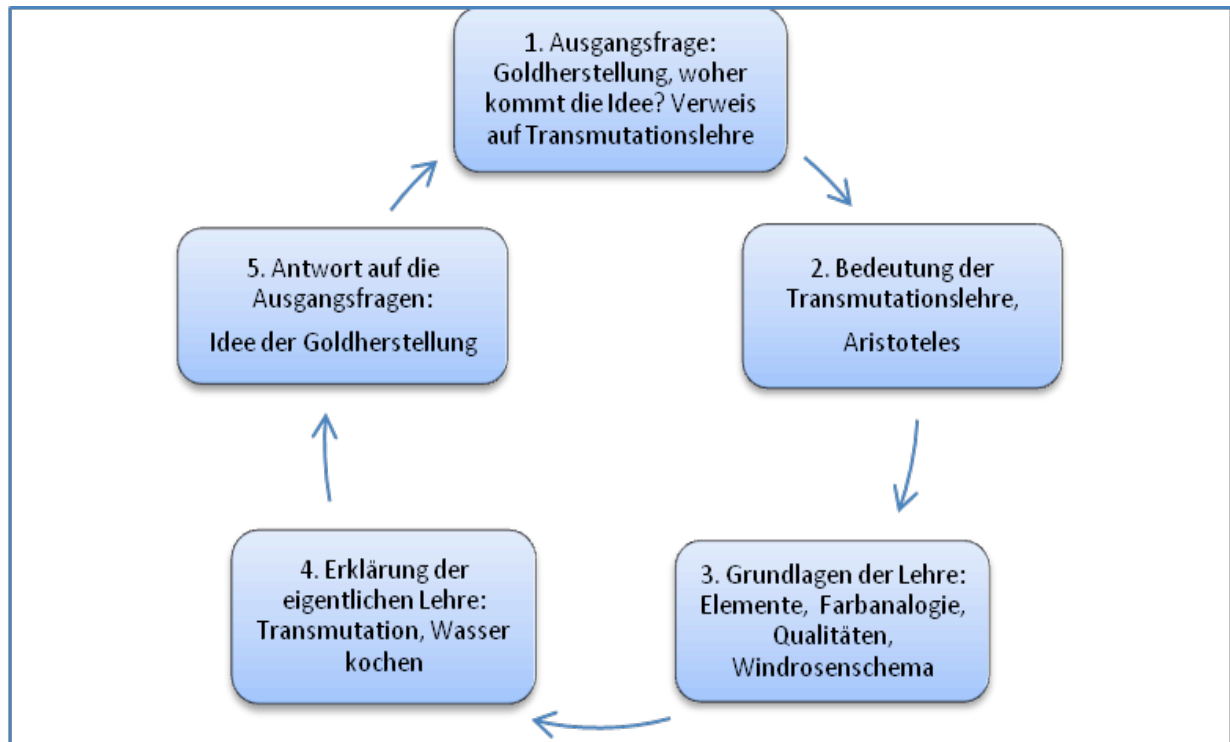 1. Ausgangsfrage:
Goldherstellung, woher
kommt die Idee? Verweis
auf Transmutationslehre
2. Bedeutung der
Transmutationslehre,
Aristoteles
3. Grundlagen der Lehre:
Elemente, Farbanalogie,
Qualitäten,
Windrosenschema
4. Erklärung der
eigentlichen Lehre:
Transmutation, Wasser
kochen
5. Antwort auf die
Ausgangsfragen:
Idee der Goldherstellung